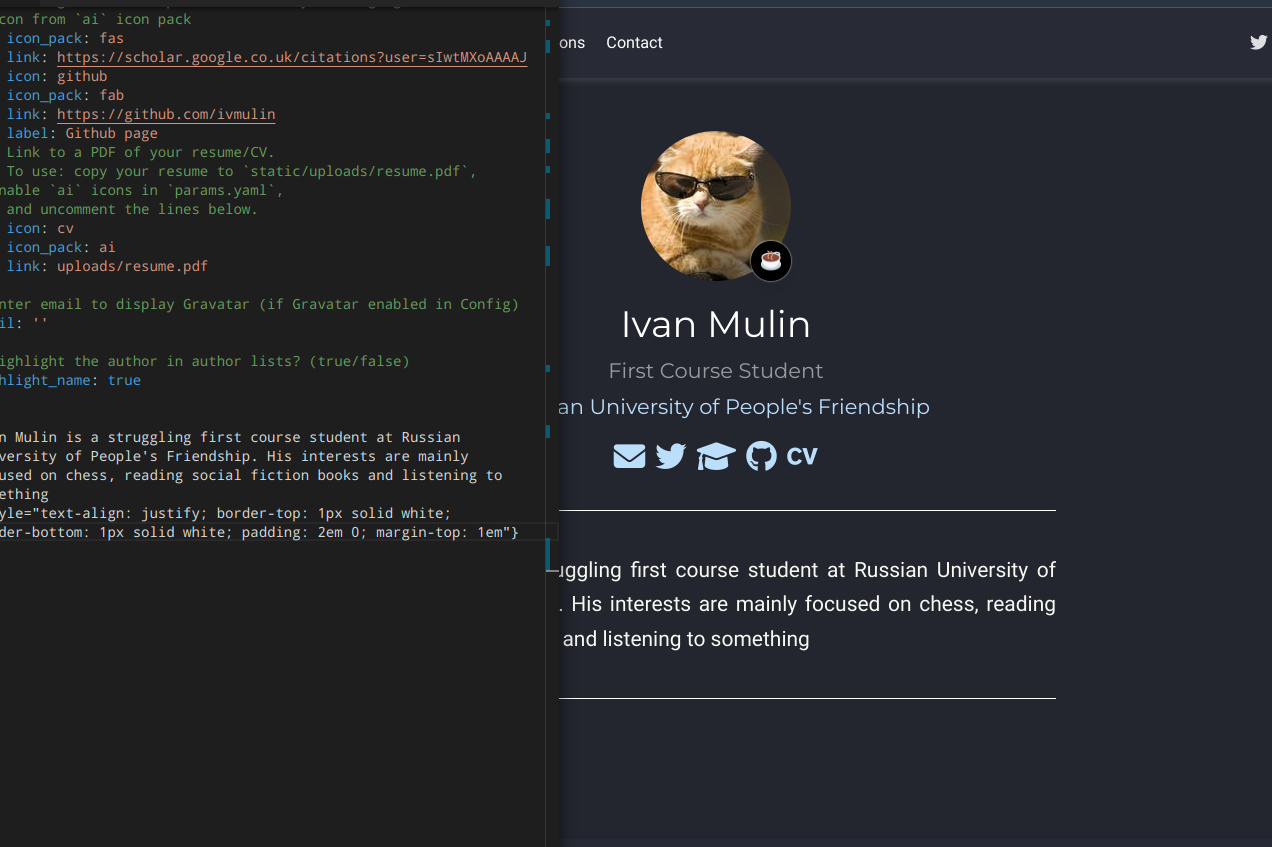 con from `ai` icon pack
icon_pack: fas
link: https://scholar.google.co.uk/citations?user=sIwtMXoAAAAJ
icon: github
icon_pack: fab
link: https://github.com/ivmulin
label: Github page
Link to a PDF of your resume/CV.
To use: copy your resume to `static/uploads/resume.pdf`,
nable `ai` icons in `params.yaml`,
and uncomment the lines below.
icon: cv
icon_pack: ai
link: uploads/resume.pdf
nter email to display Gravatar (if Gravatar enabled in Config)
il: ''
ighlight the author in author lists? (true/false)
hlight_name: true
n Mulin is a struggling first course student at Russian
versity of People's Friendship. His interests are mainly
used on chess, reading social fiction books and listening to
ething
yle="text-align: justify; border-top: 1px solid white;
der-bottom: 1px solid white; padding: 2em 0; margin-top: 1em"}
ons Contact
Ivan Mulin
First Course Student
an University of People's Friendship
CV
uggling first course student at Russian University of
. His interests are mainly focused on chess, reading
and listening to something